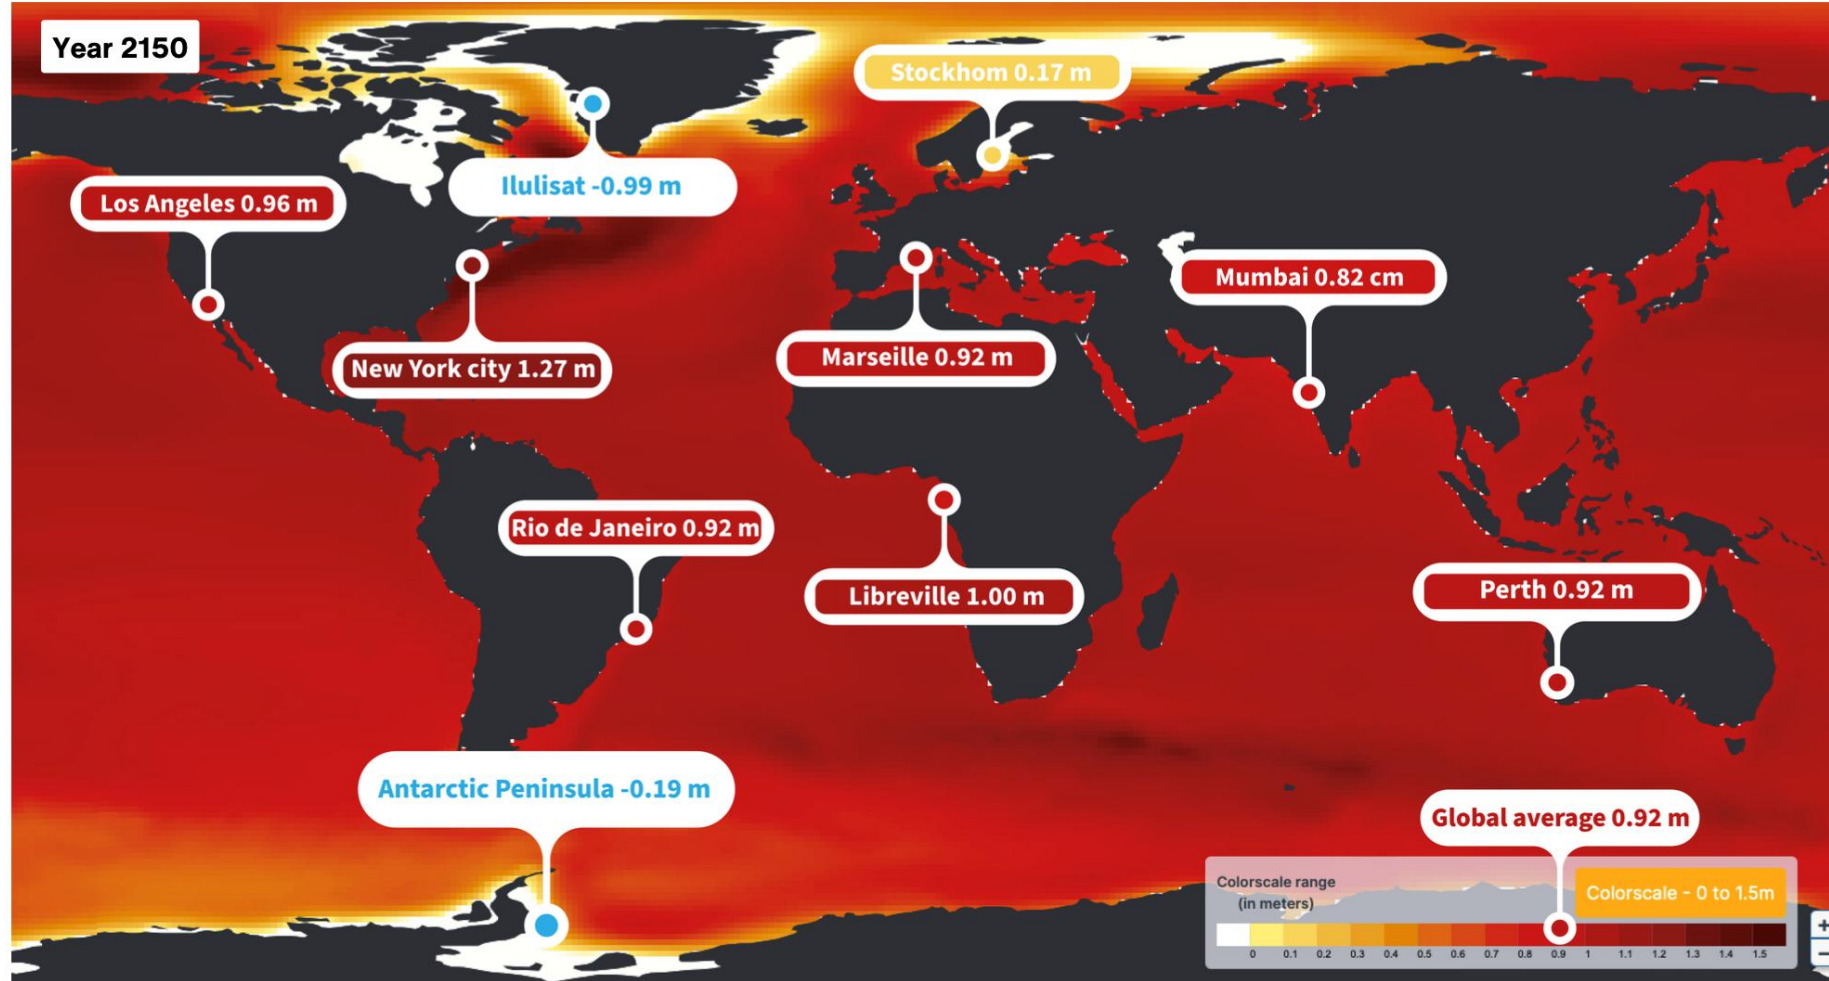 Year 2150
Stockhom 0.17 m
Ilulisat -0.99 m
Los Angeles 0.96 m
Mumbai 0.82 cm
New York city 1.27 m
Marseille 0.92 m
Rio de Janeiro 0.92 m
Libreville 1.00 m
Perth 0.92 m
Antarctic Peninsula -0.19 m
Global average 0.92 m
Colorscale range
(in meters)
Colorscale - 0 to 1.5m
0 0.1 0.2 0.3 0.4 0.5 0.6 0.7 0.8 0.9 1 1.1 1.2 1.3 1.4 1.5
+
−